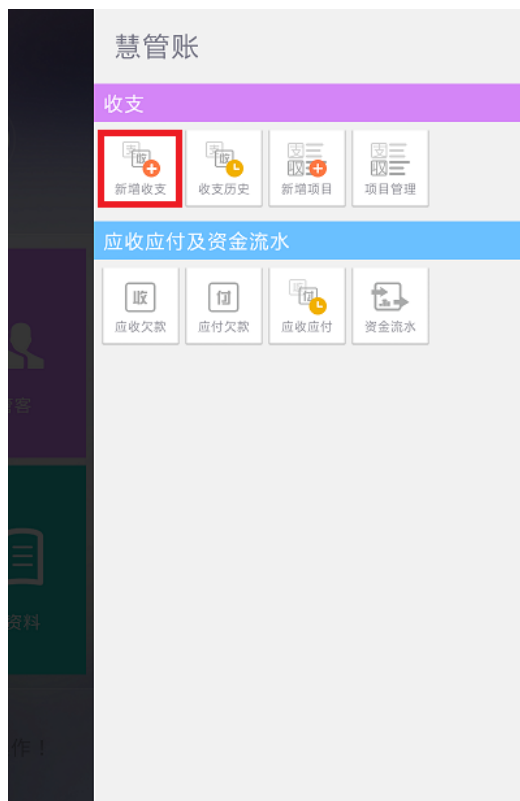 慧管账
收支
新增收支 收支历史 新增项目 项目管理
应收应付及资金流水
应收欠款 应付欠款 应收应付 资金流水
客
资料
作！